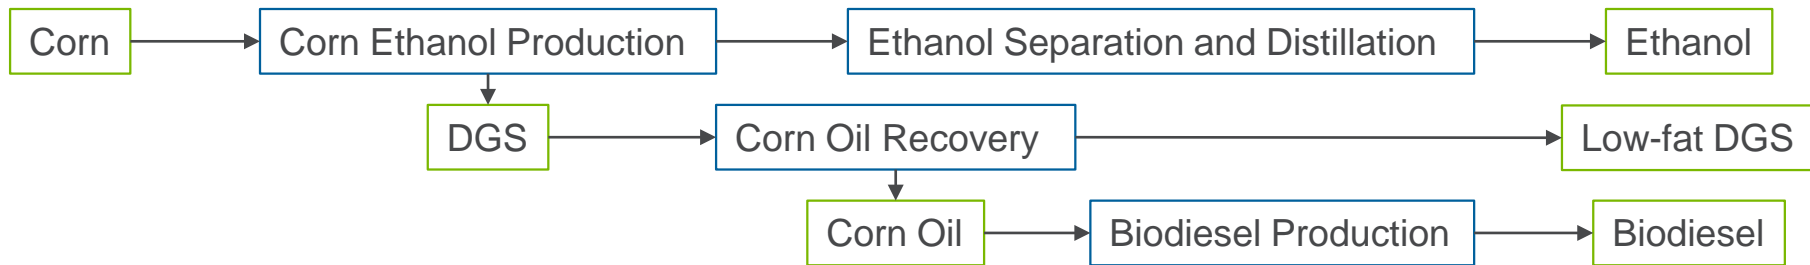 Corn
Corn Ethanol Production
Ethanol Separation and Distillation
Ethanol
DGS
Corn Oil Recovery
Low-fat DGS
Corn Oil
Biodiesel Production
Biodiesel